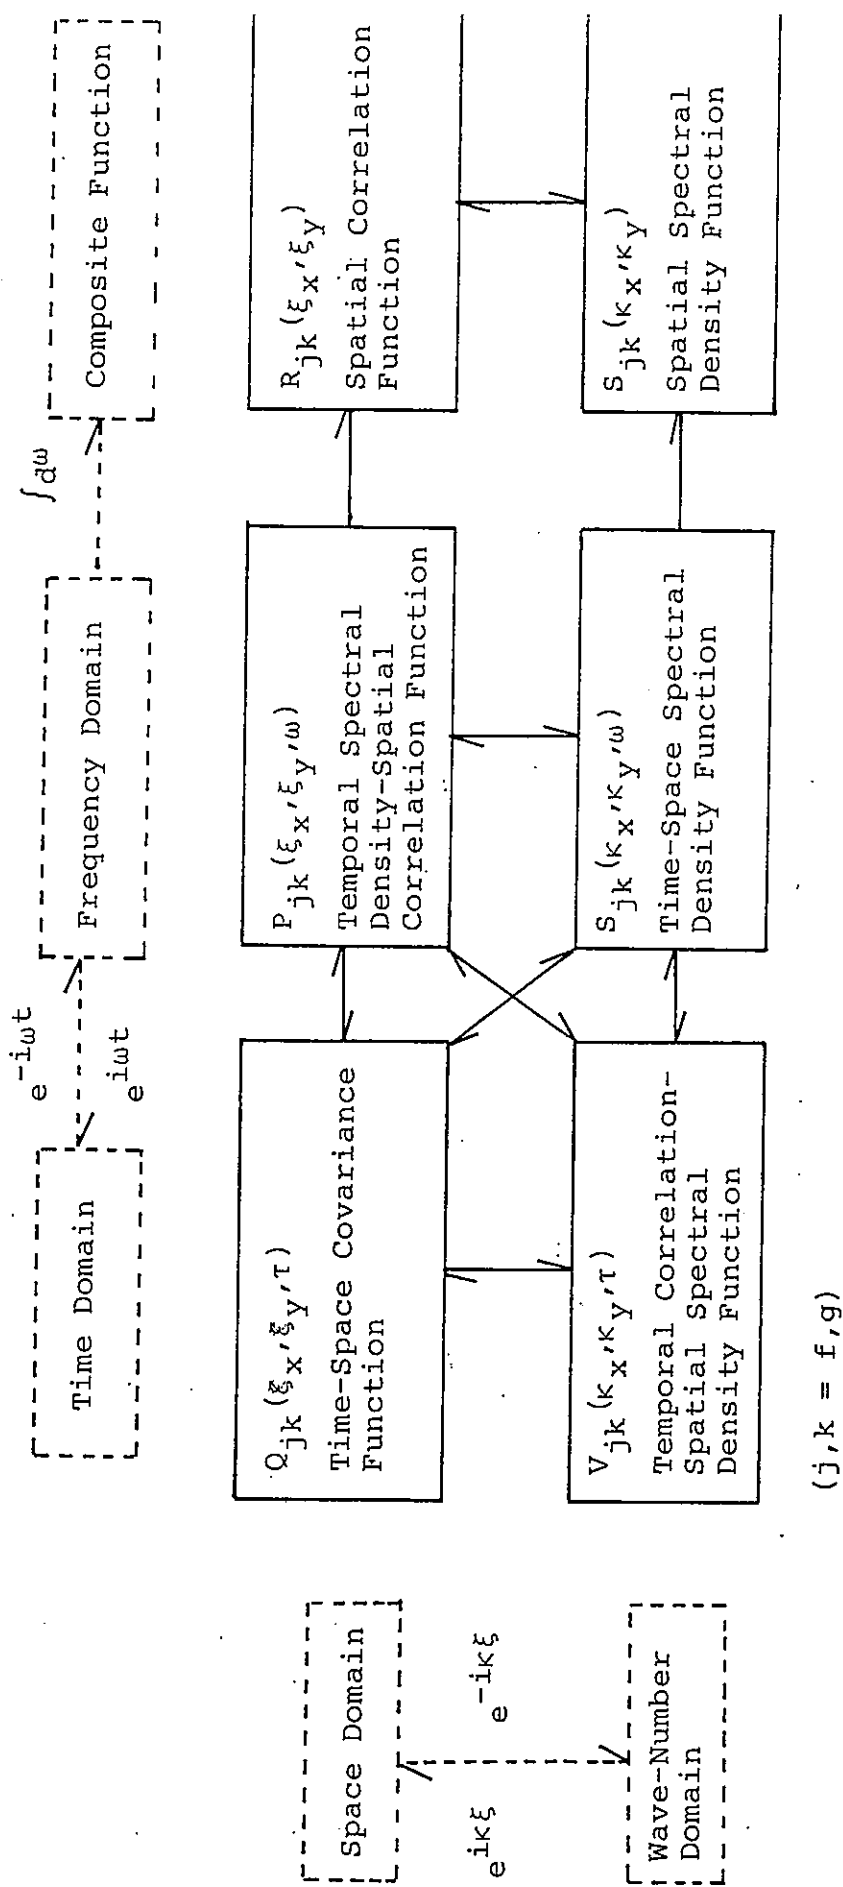 Time Domain
e^{-iωt}
e^{iωt}
Frequency Domain
∫dω
Composite Function
Space Domain
e^{iκξ}
e^{-iκξ}
Wave-Number
Domain
Q_{jk}(ξ_x,ξ_y,τ)
Time-Space Covariance
Function
P_{jk}(ξ_x,ξ_y,ω)
Temporal Spectral
Density-Spatial
Correlation Function
R_{jk}(ξ_x,ξ_y)
Spatial Correlation
Function
V_{jk}(κ_x,κ_y,τ)
Temporal Correlation-
Spatial Spectral
Density Function
S_{jk}(κ_x,κ_y,ω)
Time-Space Spectral
Density Function
S_{jk}(κ_x,κ_y)
Spatial Spectral
Density Function
(j,k = f,g)